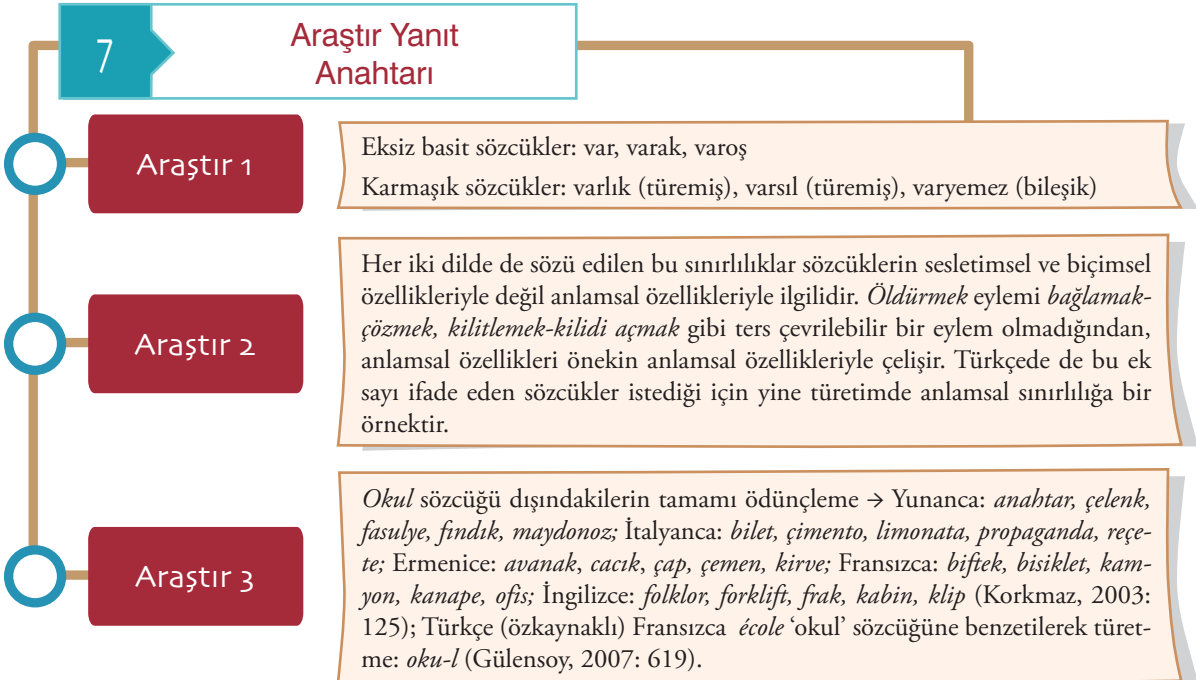 7
Araştır Yanıt
Anahtarı
Araştır 1
Eksiz basit sözcükler: var, varak, varoş
Karmaşık sözcükler: varlık (türemiş), varsıl (türemiş), varyemez (bileşik)
Araştır 2
Her iki dilde de sözü edilen bu sınırlılıklar sözcüklerin sesletimsel ve biçimsel
özellikleriyle değil anlamsal özellikleriyle ilgilidir. Öldürmek eylemi bağlamak-
çözmek, kilitlemek-kilidi açmak gibi ters çevrilebilir bir eylem olmadığından,
anlamsal özellikleri önekin anlamsal özellikleriyle çelişir. Türkçede de bu ek
sayı ifade eden sözcükler istediği için yine türetimde anlamsal sınırlılığa bir
örnektir.
Araştır 3
Okul sözcüğü dışındakilerin tamamı ödünçleme → Yunanca: anahtar, çelenk,
fasulye, fındık, maydonoz; İtalyanca: bilet, çimento, limonata, propaganda, reçe-
te; Ermenice: avanak, cacık, çap, çemen, kirve; Fransızca: biftek, bisiklet, kam-
yon, kanape, ofis; İngilizce: folklor, forklift, frak, kabin, klip (Korkmaz, 2003:
125); Türkçe (özkaynaklı) Fransızca école ‘okul’ sözcüğüne benzetilerek türet-
me: oku-l (Gülensoy, 2007: 619).